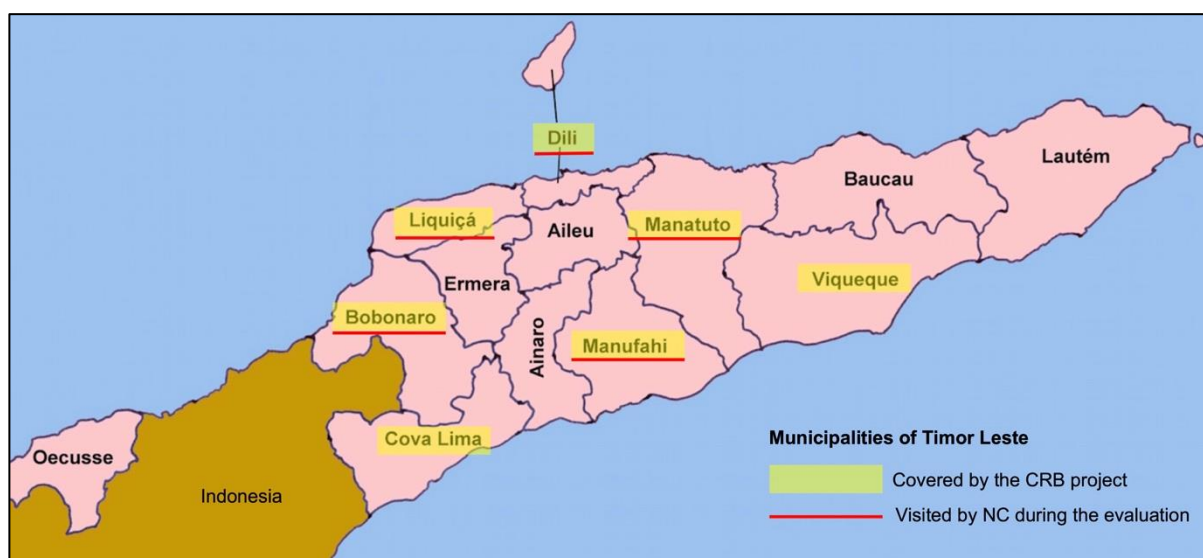 Dili
Lautém
Baucau
Liquiçá
Aileu
Manatuto
Ermera
Viqueque
Bobonaro
Ainaro
Manufahi
Cova Lima
Oecusse
Indonesia
Municipalities of Timor Leste
Covered by the CRB project
Visited by NC during the evaluation